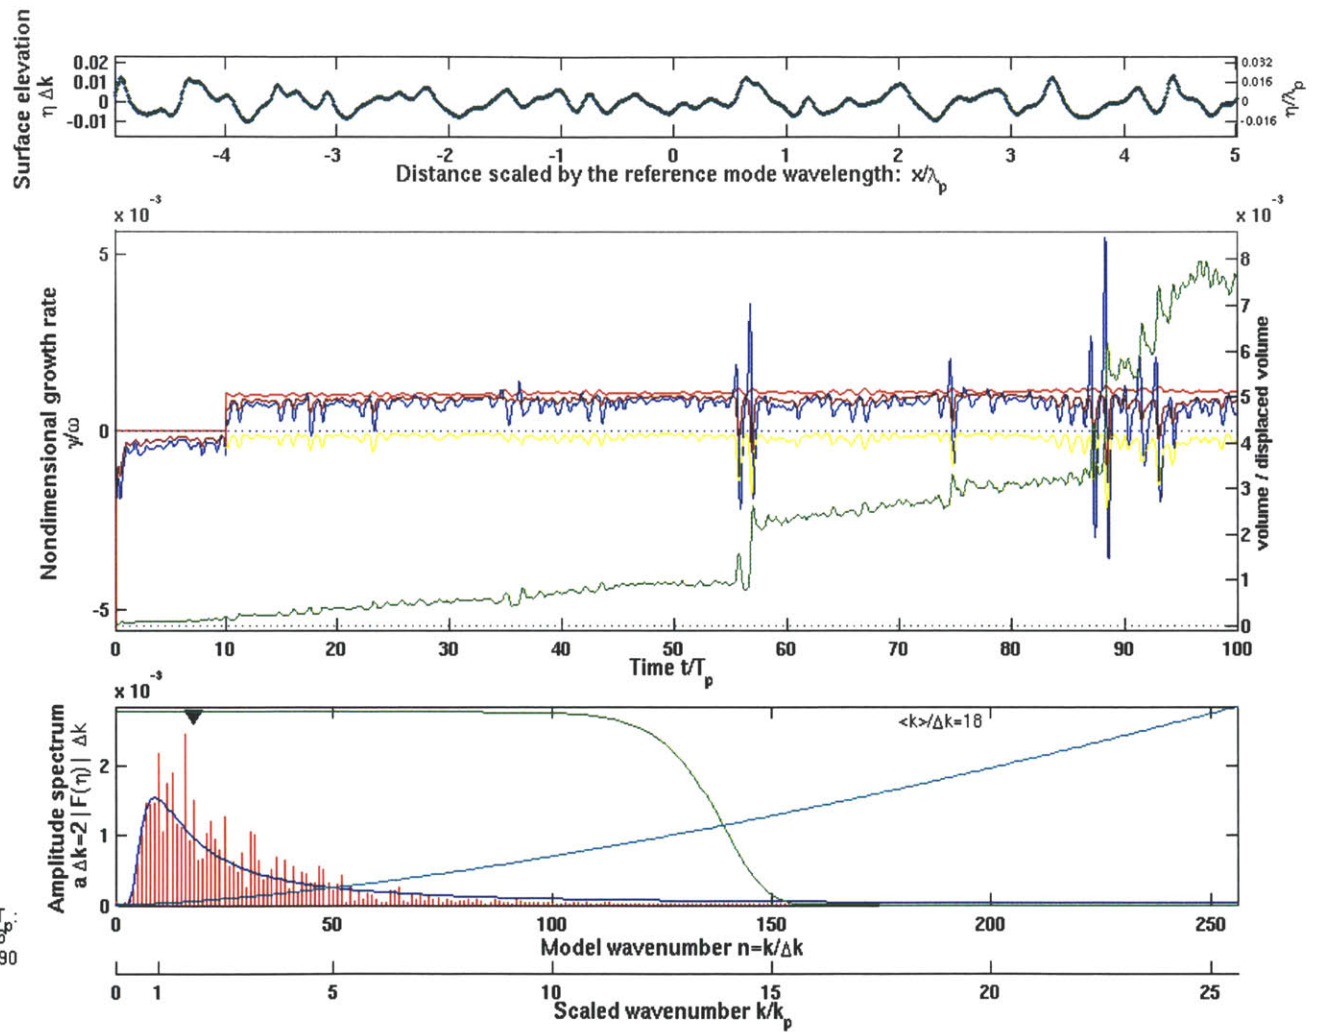 Surface elevation
η Δk
0.02
0.01
0
-0.01
0.032
0.016
0
-0.016
η/λp
-4 -3 -2 -1 0 1 2 3 4 5
Distance scaled by the reference mode wavelength: x/λp
x 10⁻³
x 10⁻³
Nondimensional growth rate
γ/ω
5
0
-5
8
7
6
5
4
3
2
1
0
volume / displaced volume
0 10 20 30 40 50 60 70 80 90 100
Time t/Tp
x 10⁻³
Amplitude spectrum
a Δk=2 | F(η) | Δk
2
1
0
<k>/Δk=18
0 50 100 150 200 250
Model wavenumber n=k/Δk
90
0 1 5 10 15 20 25
Scaled wavenumber k/kp